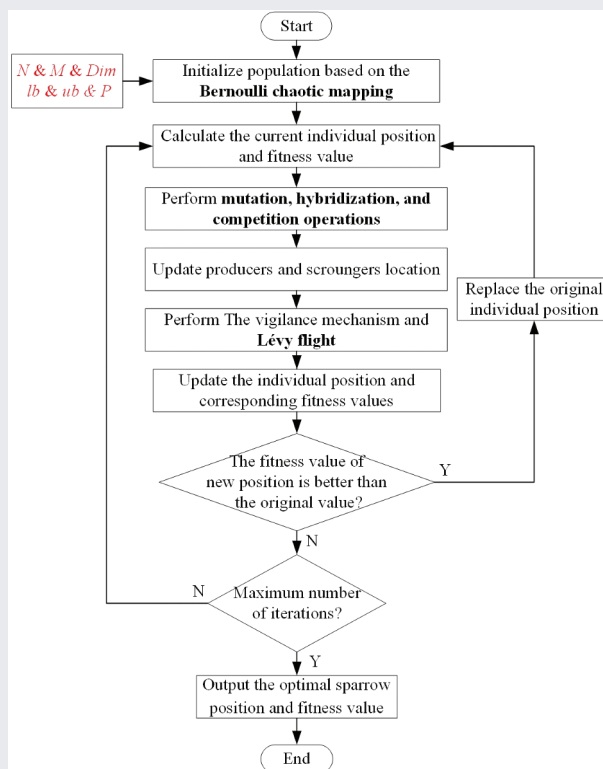 Start
N & M & Dim
lb & ub & P
Initialize population based on the
Bernoulli chaotic mapping
Calculate the current individual position
and fitness value
Perform mutation, hybridization, and
competition operations
Update producers and scroungers location
Replace the original
individual position
Perform The vigilance mechanism and
Lévy flight
Update the individual position and
corresponding fitness values
The fitness value of
new position is better than
the original value?
Y
N
N
Maximum number
of iterations?
Y
Output the optimal sparrow
position and fitness value
End